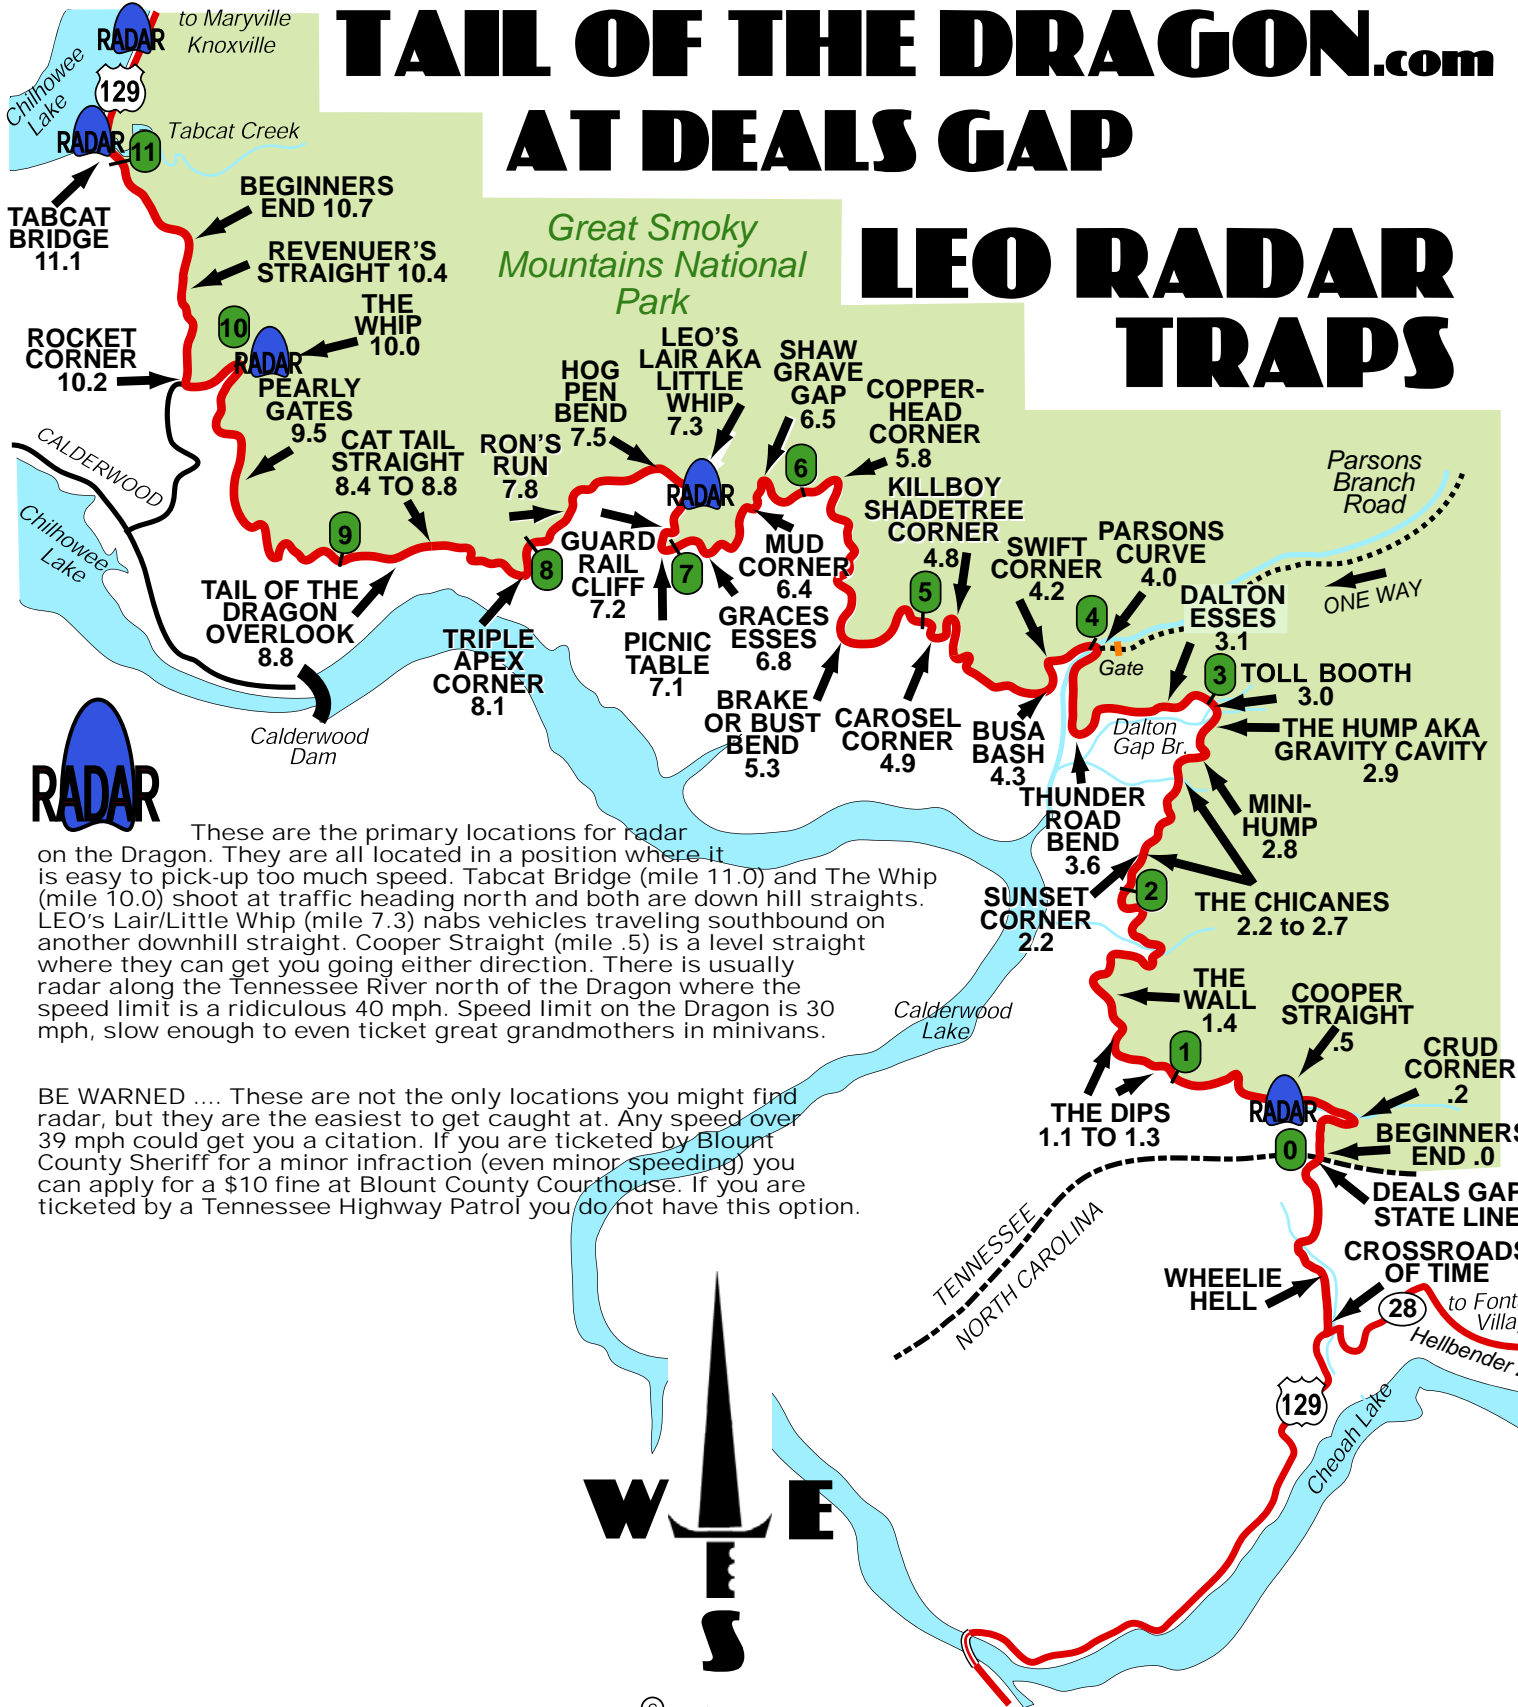 TAIL OF THE DRAGON.com
AT DEALS GAP
LEO RADAR
TRAPS
RADAR
to Maryville
Knoxville
129
Chilhowee
Lake
RADAR
11
Tabcat Creek
TABCAT
BRIDGE
11.1
BEGINNERS
END 10.7
REVENUER'S
STRAIGHT 10.4
Great Smoky
Mountains National
Park
10
RADAR
THE
WHIP
10.0
ROCKET
CORNER
10.2
PEARLY
GATES
9.5
CALDERWOOD
Chilhowee
Lake
CAT TAIL
STRAIGHT
8.4 TO 8.8
9
TAIL OF THE
DRAGON
OVERLOOK
8.8
Calderwood
Dam
RON'S
RUN
7.8
8
TRIPLE
APEX
CORNER
8.1
HOG
PEN
BEND
7.5
LEO'S
LAIR AKA
LITTLE
WHIP
7.3
RADAR
GUARD
RAIL
CLIFF
7.2
7
PICNIC
TABLE
7.1
GRACES
ESSES
6.8
SHAW
GRAVE
GAP
6.5
6
MUD
CORNER
6.4
COPPER-
HEAD
CORNER
5.8
BRAKE
OR BUST
BEND
5.3
KILLBOY
SHADETREE
CORNER
4.8
5
CAROSEL
CORNER
4.9
SWIFT
CORNER
4.2
BUSA
BASH
4.3
PARSONS
CURVE
4.0
4
Gate
Parsons
Branch
Road
ONE WAY
DALTON
ESSES
3.1
3
TOLL BOOTH
3.0
THE HUMP AKA
GRAVITY CAVITY
2.9
Dalton
Gap Br.
THUNDER
ROAD
BEND
3.6
MINI-
HUMP
2.8
SUNSET
CORNER
2.2
2
THE CHICANES
2.2 to 2.7
THE
WALL
1.4
Calderwood
Lake
COOPER
STRAIGHT
.5
1
THE DIPS
1.1 TO 1.3
RADAR
CRUD
CORNER
.2
0
BEGINNERS
END .0
DEALS GAP
STATE LINE
TENNESSEE
NORTH CAROLINA
CROSSROADS
OF TIME
WHEELIE
HELL
28
to Font
Villa
Hellbender
129
Cheoah Lake
RADAR
These are the primary locations for radar
on the Dragon. They are all located in a position where it
is easy to pick-up too much speed. Tabcat Bridge (mile 11.0) and The Whip
(mile 10.0) shoot at traffic heading north and both are down hill straights.
LEO's Lair/Little Whip (mile 7.3) nabs vehicles traveling southbound on
another downhill straight. Cooper Straight (mile .5) is a level straight
where they can get you going either direction. There is usually
radar along the Tennessee River north of the Dragon where the
speed limit is a ridiculous 40 mph. Speed limit on the Dragon is 30
mph, slow enough to even ticket great grandmothers in minivans.
BE WARNED .... These are not the only locations you might find
radar, but they are the easiest to get caught at. Any speed over
39 mph could get you a citation. If you are ticketed by Blount
County Sheriff for a minor infraction (even minor speeding) you
can apply for a $10 fine at Blount County Courthouse. If you are
ticketed by a Tennessee Highway Patrol you do not have this option.
W E
S